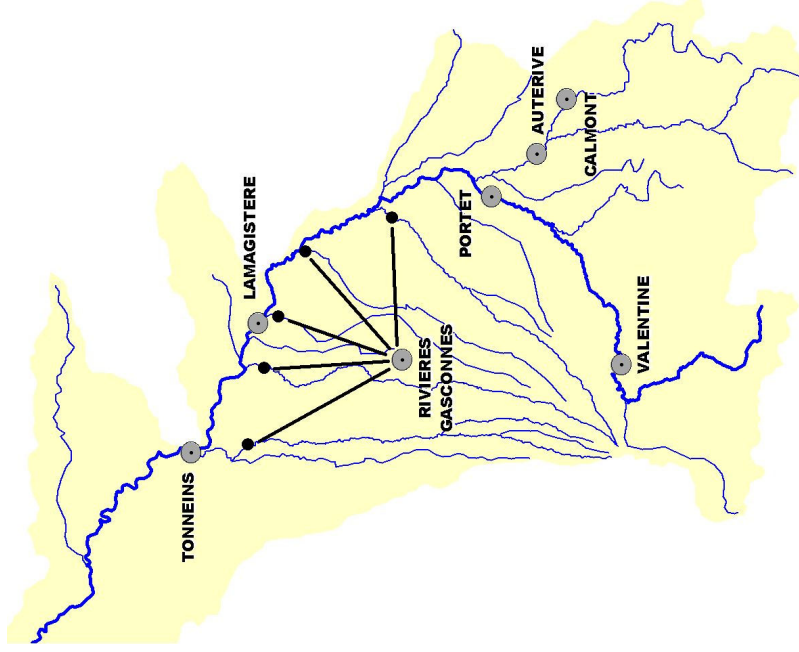 TONNEINS
LAMAGISTERE
RIVIERES
GASCONNES
PORTET
AUTERIVE
CALMONT
VALENTINE